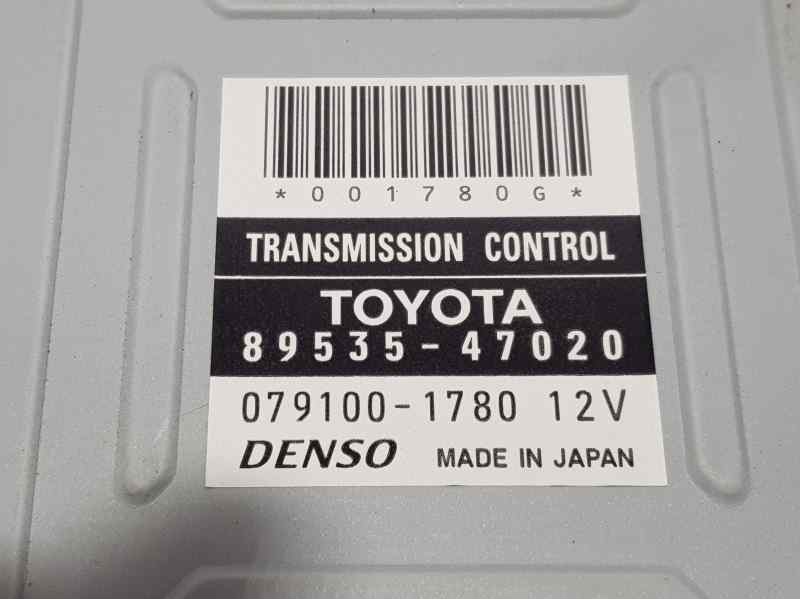 *001780G*
TRANSMISSION CONTROL
TOYOTA
89535-47020
079100-1780 12V
DENSO MADE IN JAPAN